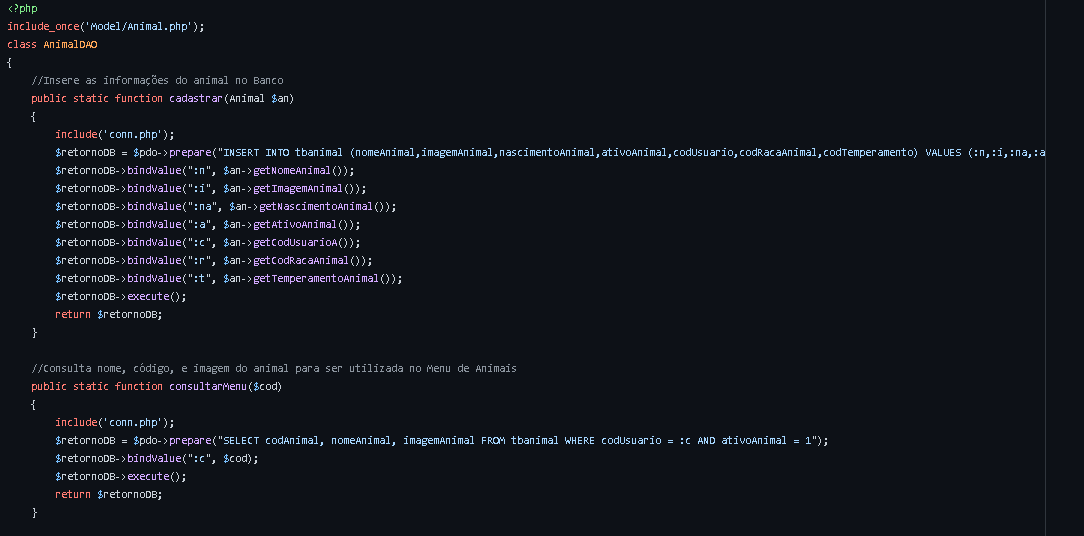 <?php
include_once('Model/Animal.php');
class AnimalDAO
{
    //Insere as informações do animal no Banco
    public static function cadastrar(Animal $an)
    {
        include('conn.php');
        $retornoDB = $pdo->prepare("INSERT INTO tbanimal (nomeAnimal,imagemAnimal,nascimentoAnimal,ativoAnimal,codUsuario,codRacaAnimal,codTemperamento) VALUES (:n,:i,:na,:a
        $retornoDB->bindValue(":n", $an->getNomeAnimal());
        $retornoDB->bindValue(":i", $an->getImagemAnimal());
        $retornoDB->bindValue(":na", $an->getNascimentoAnimal());
        $retornoDB->bindValue(":a", $an->getAtivoAnimal());
        $retornoDB->bindValue(":c", $an->getCodUsuarioA());
        $retornoDB->bindValue(":r", $an->getCodRacaAnimal());
        $retornoDB->bindValue(":t", $an->getTemperamentoAnimal());
        $retornoDB->execute();
        return $retornoDB;
    }
    //Consulta nome, código, e imagem do animal para ser utilizada no Menu de Animais
    public static function consultarMenu($cod)
    {
        include('conn.php');
        $retornoDB = $pdo->prepare("SELECT codAnimal, nomeAnimal, imagemAnimal FROM tbanimal WHERE codUsuario = :c AND ativoAnimal = 1");
        $retornoDB->bindValue(":c", $cod);
        $retornoDB->execute();
        return $retornoDB;
    }